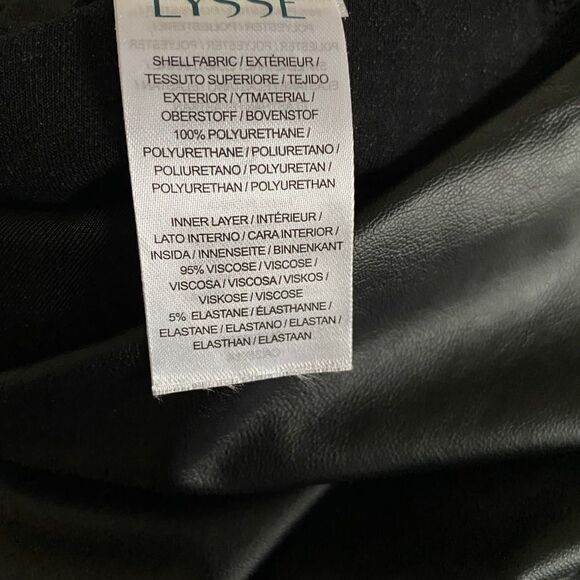 LYSSE
SHELLFABRIC / EXTÉRIEUR /
TESSUTO SUPERIORE / TEJIDO
EXTERIOR / YTMATERIAL /
OBERSTOFF / BOVENSTOF
100% POLYURETHANE /
POLYURETHANE / POLIURETANO /
POLIURETANO / POLYURETAN /
POLYURETHAN / POLYURETHAN
INNER LAYER / INTÉRIEUR /
LATO INTERNO / CARA INTERIOR /
INSIDA / INNENSEITE / BINNENKANT
95% VISCOSE / VISCOSE /
VISCOSA / VISCOSA / VISKOS /
VISKOSE / VISCOSE
5% ELASTANE / ÉLASTHANNE /
ELASTANE / ELASTANO / ELASTAN /
ELASTHAN / ELASTAAN